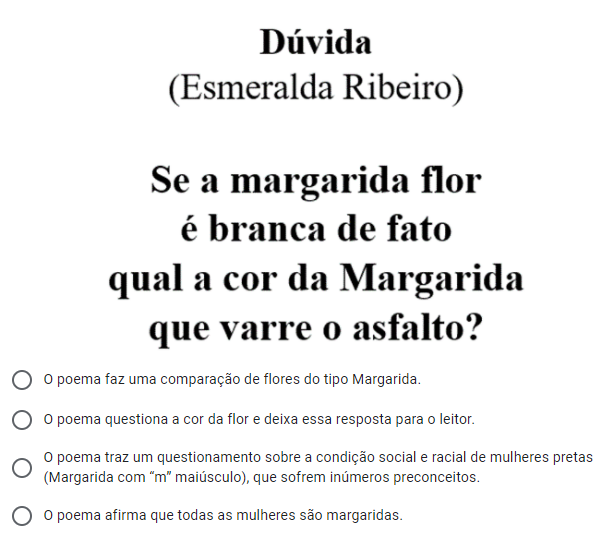 Dúvida
(Esmeralda Ribeiro)
Se a margarida flor
é branca de fato
qual a cor da Margarida
que varre o asfalto?
O poema faz uma comparação de flores do tipo Margarida.
O poema questiona a cor da flor e deixa essa resposta para o leitor.
O poema traz um questionamento sobre a condição social e racial de mulheres pretas
(Margarida com “m” maiúsculo), que sofrem inúmeros preconceitos.
O poema afirma que todas as mulheres são margaridas.